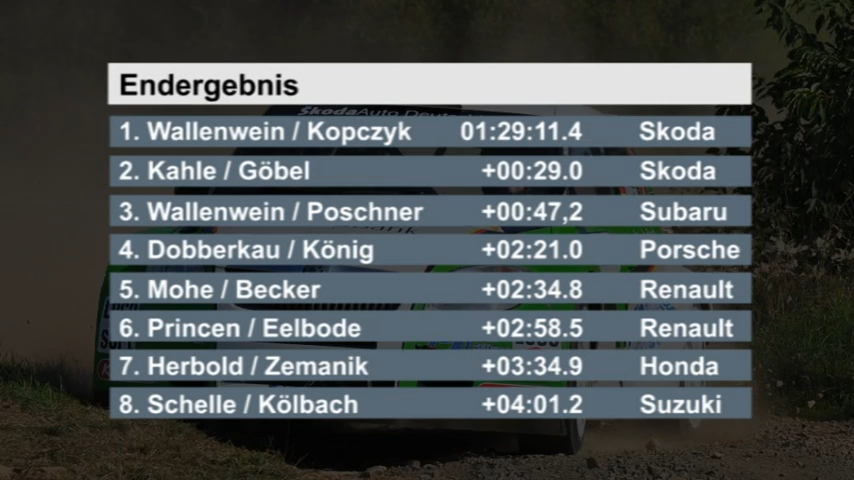 Endergebnis
1. Wallenwein / Kopczyk 01:29:11.4 Skoda
2. Kahle / Göbel +00:29.0 Skoda
3. Wallenwein / Poschner +00:47,2 Subaru
4. Dobberkau / König +02:21.0 Porsche
5. Mohe / Becker +02:34.8 Renault
6. Princen / Eelbode +02:58.5 Renault
7. Herbold / Zemanik +03:34.9 Honda
8. Schelle / Kölbach +04:01.2 Suzuki